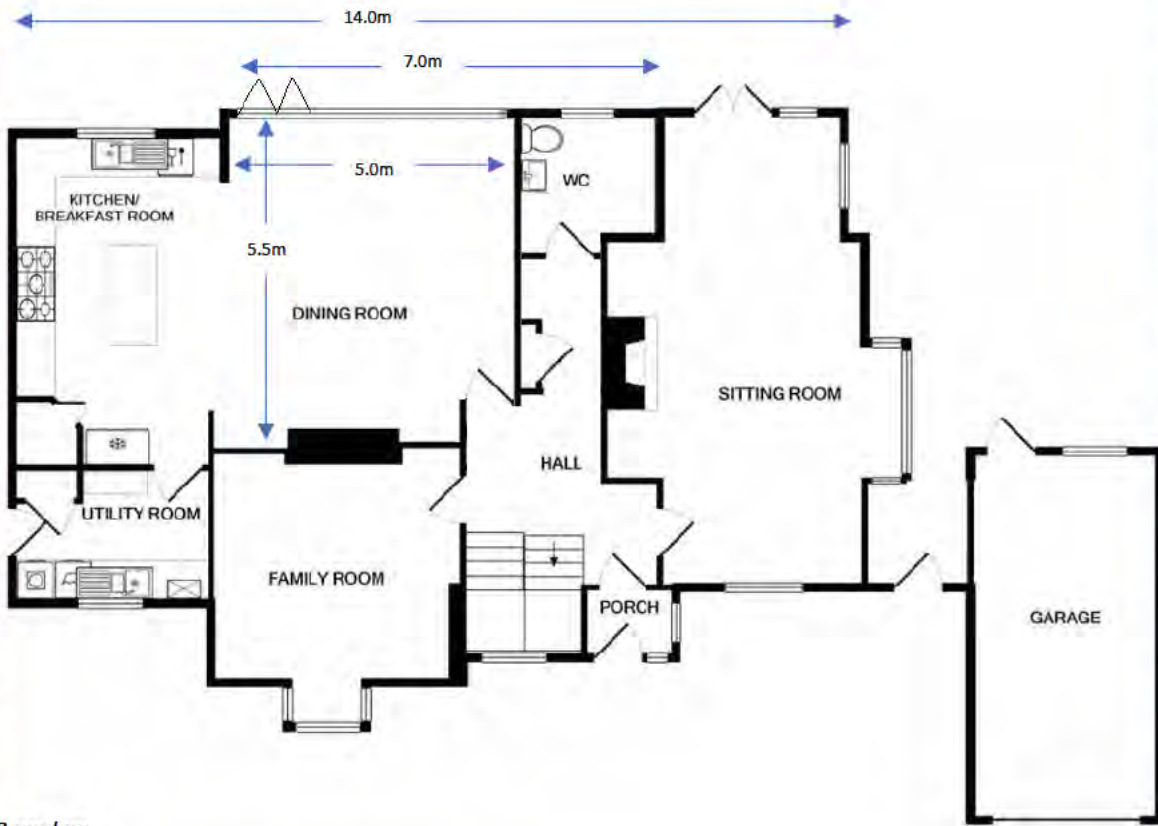 14.0m
7.0m
5.0m
WC
KITCHEN/
BREAKFAST ROOM
5.5m
DINING ROOM
SITTING ROOM
HALL
UTILITY ROOM
FAMILY ROOM
PORCH
GARAGE